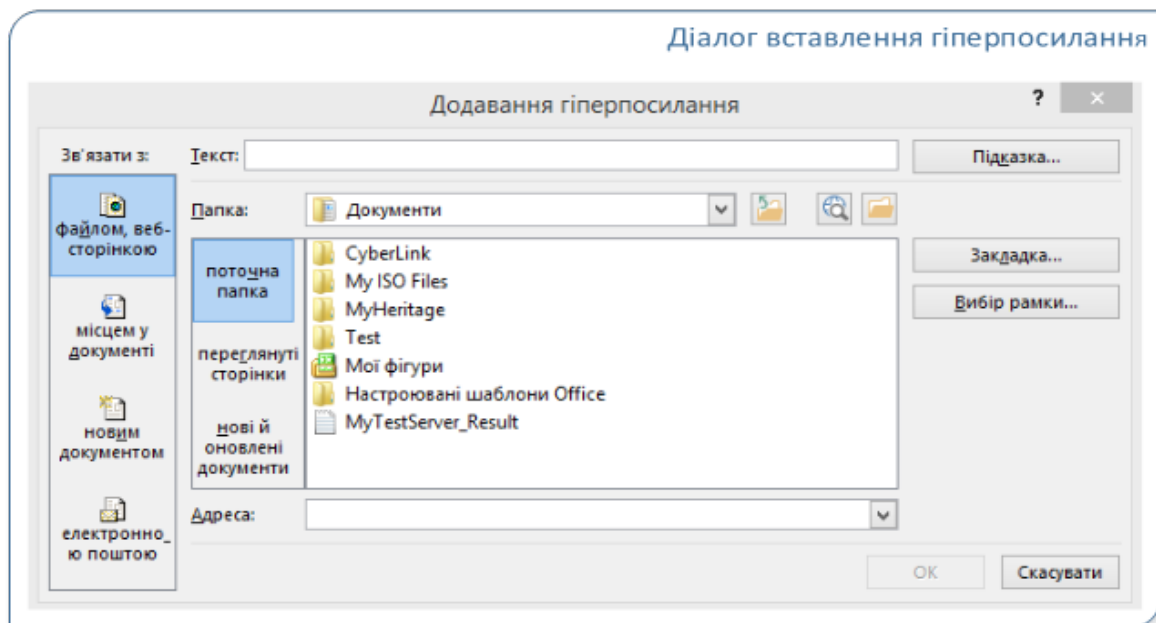 Діалог вставлення гіперпосилання
Додавання гіперпосилання
?
Зв'язати з:
Текст:
Підказка...
файлом, веб-
сторінкою
місцем у
документі
новим
документом
електронно_
ю поштою
Папка:
Документи
поточна
папка
переглянуті
сторінки
нові й
оновлені
документи
CyberLink
My ISO Files
MyHeritage
Test
Мої фігури
Настроювані шаблони Office
MyTestServer_Result
Закладка...
Вибір рамки...
Адреса:
ОК
Скасувати